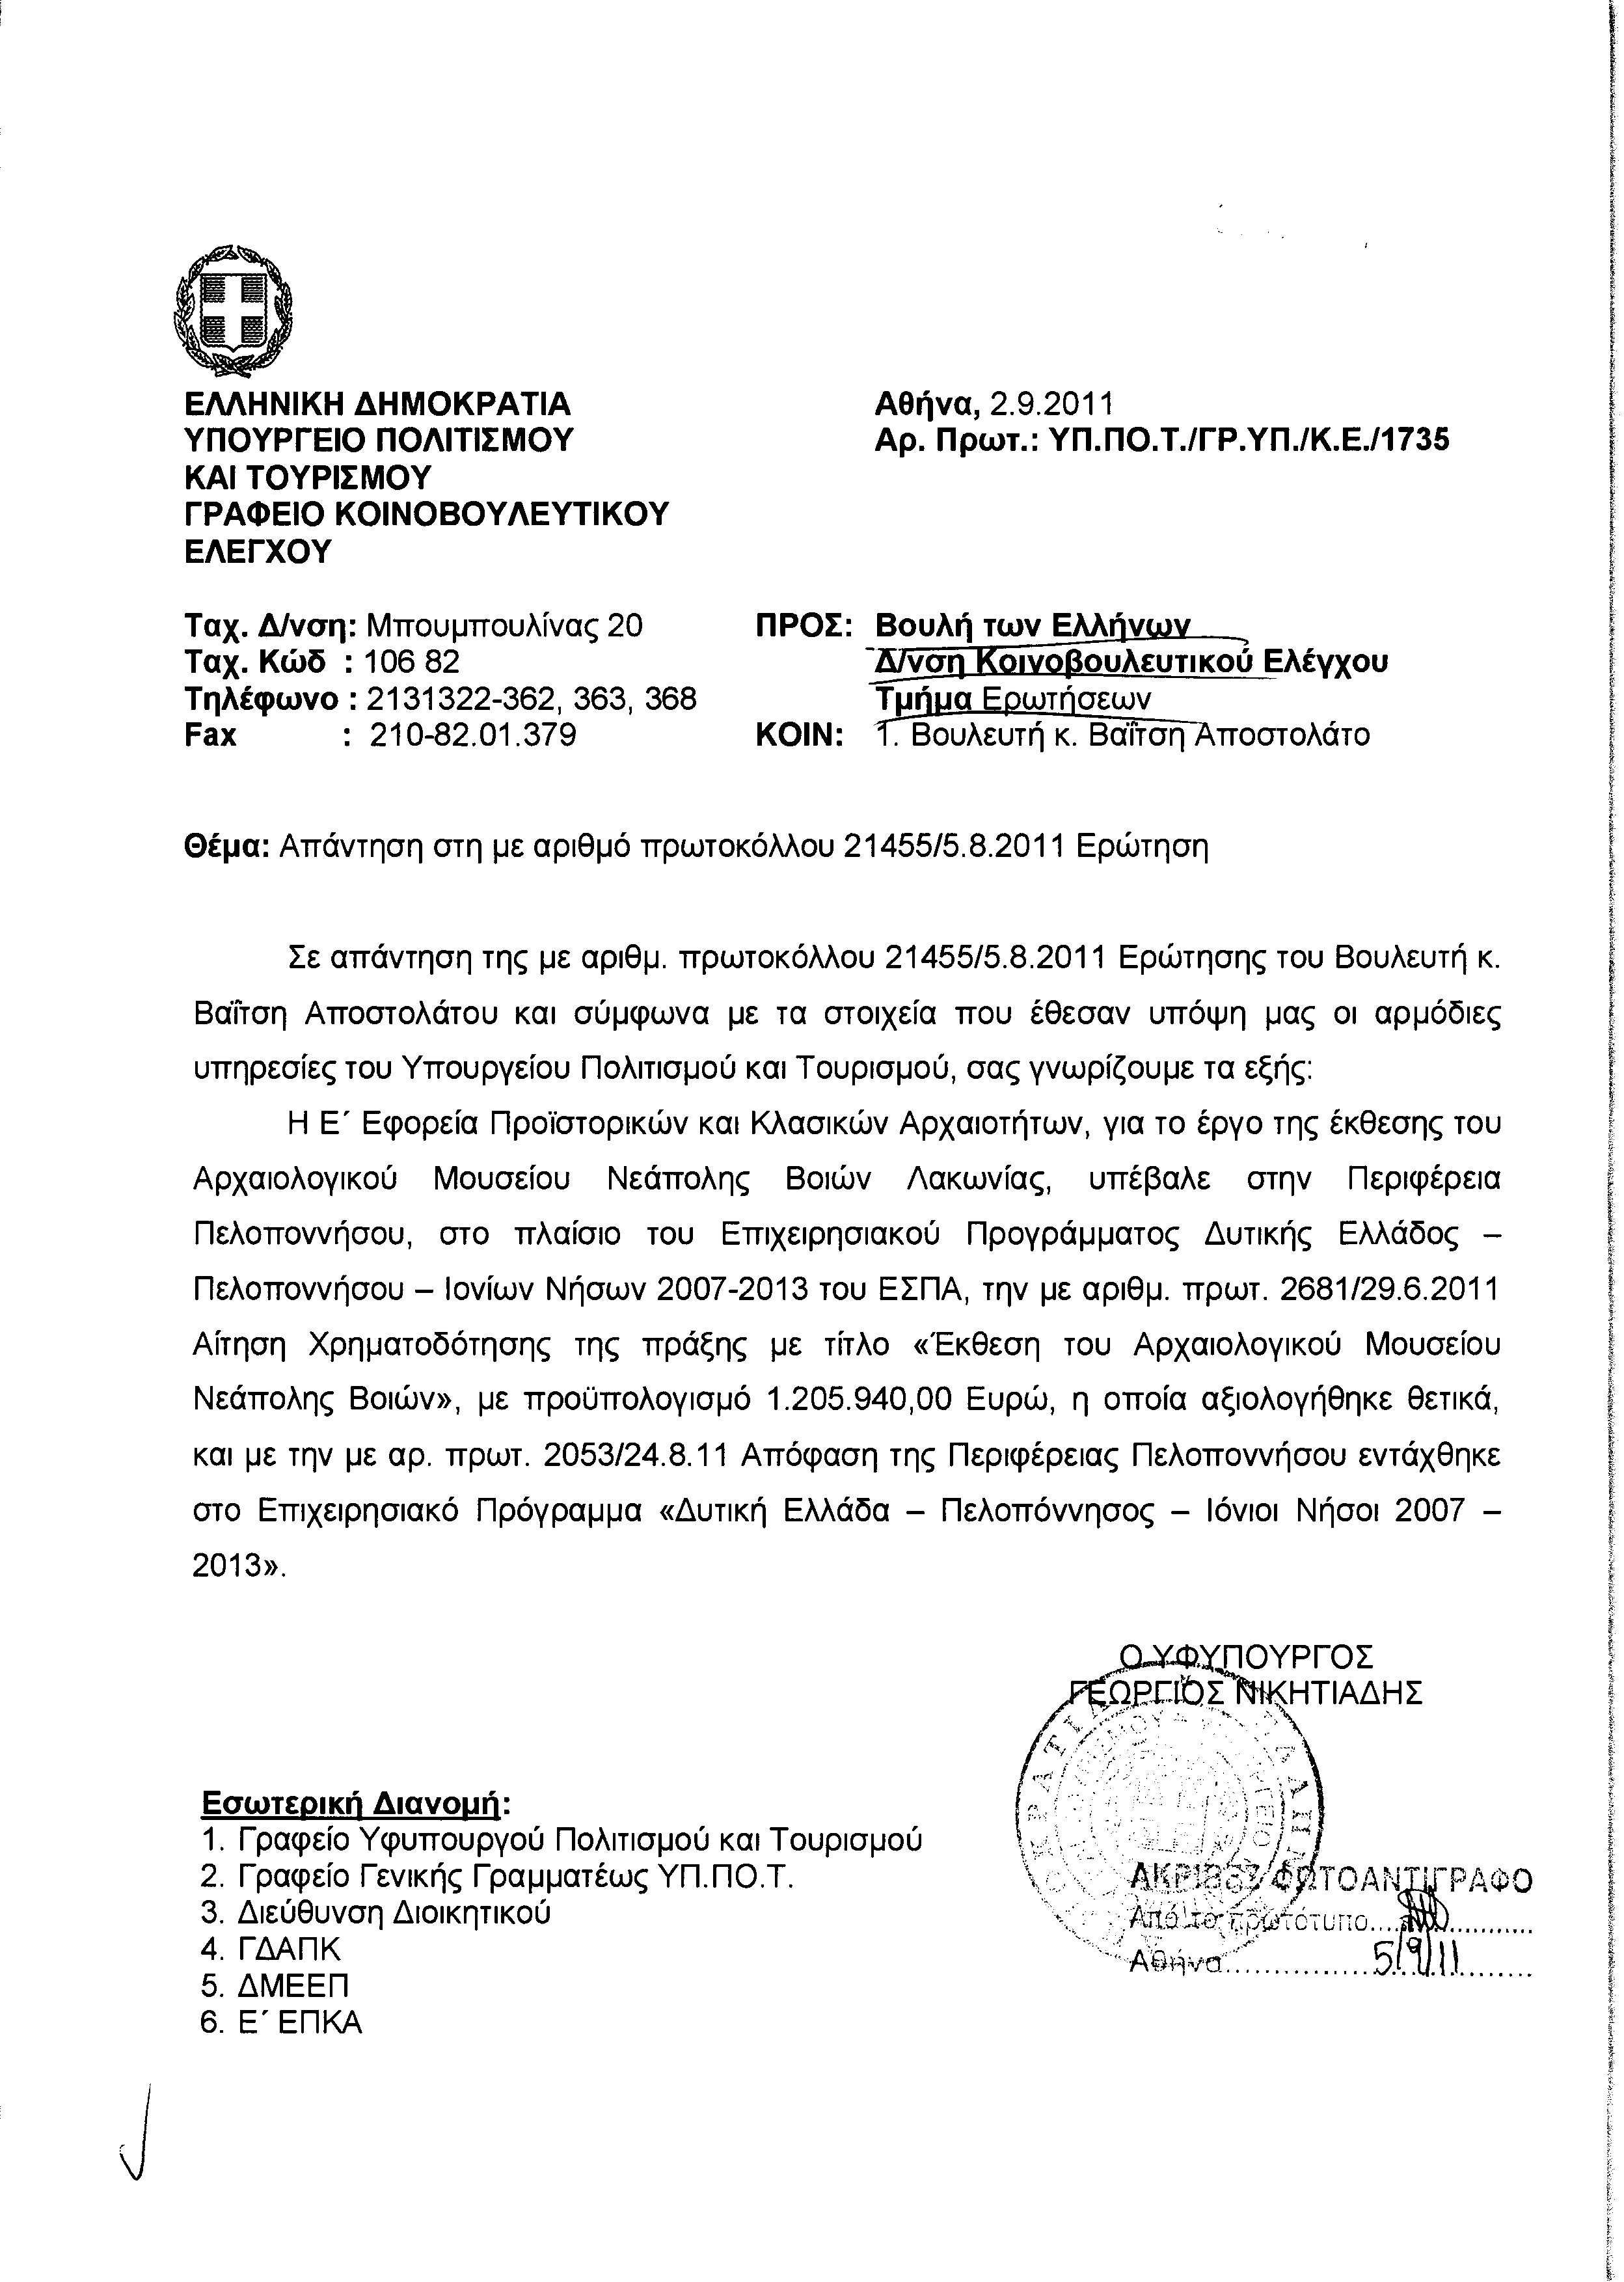 ΕΛΛΗΝΙΚΗ ΔΗΜΟΚΡΑΤΙΑ
ΥΠΟΥΡΓΕΙΟ ΠΟΛΙΤΙΣΜΟΥ
ΚΑΙ ΤΟΥΡΙΣΜΟΥ
ΓΡΑΦΕΙΟ ΚΟΙΝΟΒΟΥΛΕΥΤΙΚΟΥ
ΕΛΕΓΧΟΥ
Αθήνα, 2.9.2011
Αρ. Πρωτ.: ΥΠ.ΠΟ.Τ./ΓΡ.ΥΠ./Κ.Ε./1735
Ταχ. Δ/νση: Μπουμπουλίνας 20
Ταχ. Κώδ : 106 82
Τηλέφωνο : 2131322-362, 363, 368
Fax : 210-82.01.379
ΠΡΟΣ: Βουλή των Ελλήνων
Δ/νση Κοινοβουλευτικού Ελέγχου
Τμήμα Ερωτήσεων
ΚΟΙΝ: 1. Βουλευτή κ. Βαΐτση Αποστολάτο
Θέμα: Απάντηση στη με αριθμό πρωτοκόλλου 21455/5.8.2011 Ερώτηση
Σε απάντηση της με αριθμ. πρωτοκόλλου 21455/5.8.2011 Ερώτησης του Βουλευτή κ.
Βαΐτση Αποστολάτου και σύμφωνα με τα στοιχεία που έθεσαν υπόψη μας οι αρμόδιες
υπηρεσίες του Υπουργείου Πολιτισμού και Τουρισμού, σας γνωρίζουμε τα εξής:
Η Ε΄ Εφορεία Προϊστορικών και Κλασικών Αρχαιοτήτων, για το έργο της έκθεσης του
Αρχαιολογικού Μουσείου Νεάπολης Βοιών Λακωνίας, υπέβαλε στην Περιφέρεια
Πελοποννήσου, στο πλαίσιο του Επιχειρησιακού Προγράμματος Δυτικής Ελλάδος –
Πελοποννήσου – Ιονίων Νήσων 2007-2013 του ΕΣΠΑ, την με αριθμ. πρωτ. 2681/29.6.2011
Αίτηση Χρηματοδότησης της πράξης με τίτλο «Έκθεση του Αρχαιολογικού Μουσείου
Νεάπολης Βοιών», με προϋπολογισμό 1.205.940,00 Ευρώ, η οποία αξιολογήθηκε θετικά,
και με την με αρ. πρωτ. 2053/24.8.11 Απόφαση της Περιφέρειας Πελοποννήσου εντάχθηκε
στο Επιχειρησιακό Πρόγραμμα «Δυτική Ελλάδα – Πελοπόννησος – Ιόνιοι Νήσοι 2007 –
2013».
Ο ΥΦΥΠΟΥΡΓΟΣ
ΓΕΩΡΓΙΟΣ ΝΙΚΗΤΙΑΔΗΣ
Εσωτερική Διανομή:
1. Γραφείο Υφυπουργού Πολιτισμού και Τουρισμού
2. Γραφείο Γενικής Γραμματέως ΥΠ.ΠΟ.Τ.
3. Διεύθυνση Διοικητικού
4. ΓΔΑΠΚ
5. ΔΜΕΕΠ
6. Ε΄ ΕΠΚΑ
ΑΚΡΙΒΕΣ ΦΩΤΟΑΝΤΙΓΡΑΦΟ
Από το πρωτότυπο...............
Αθήνα...............5/9/11.........